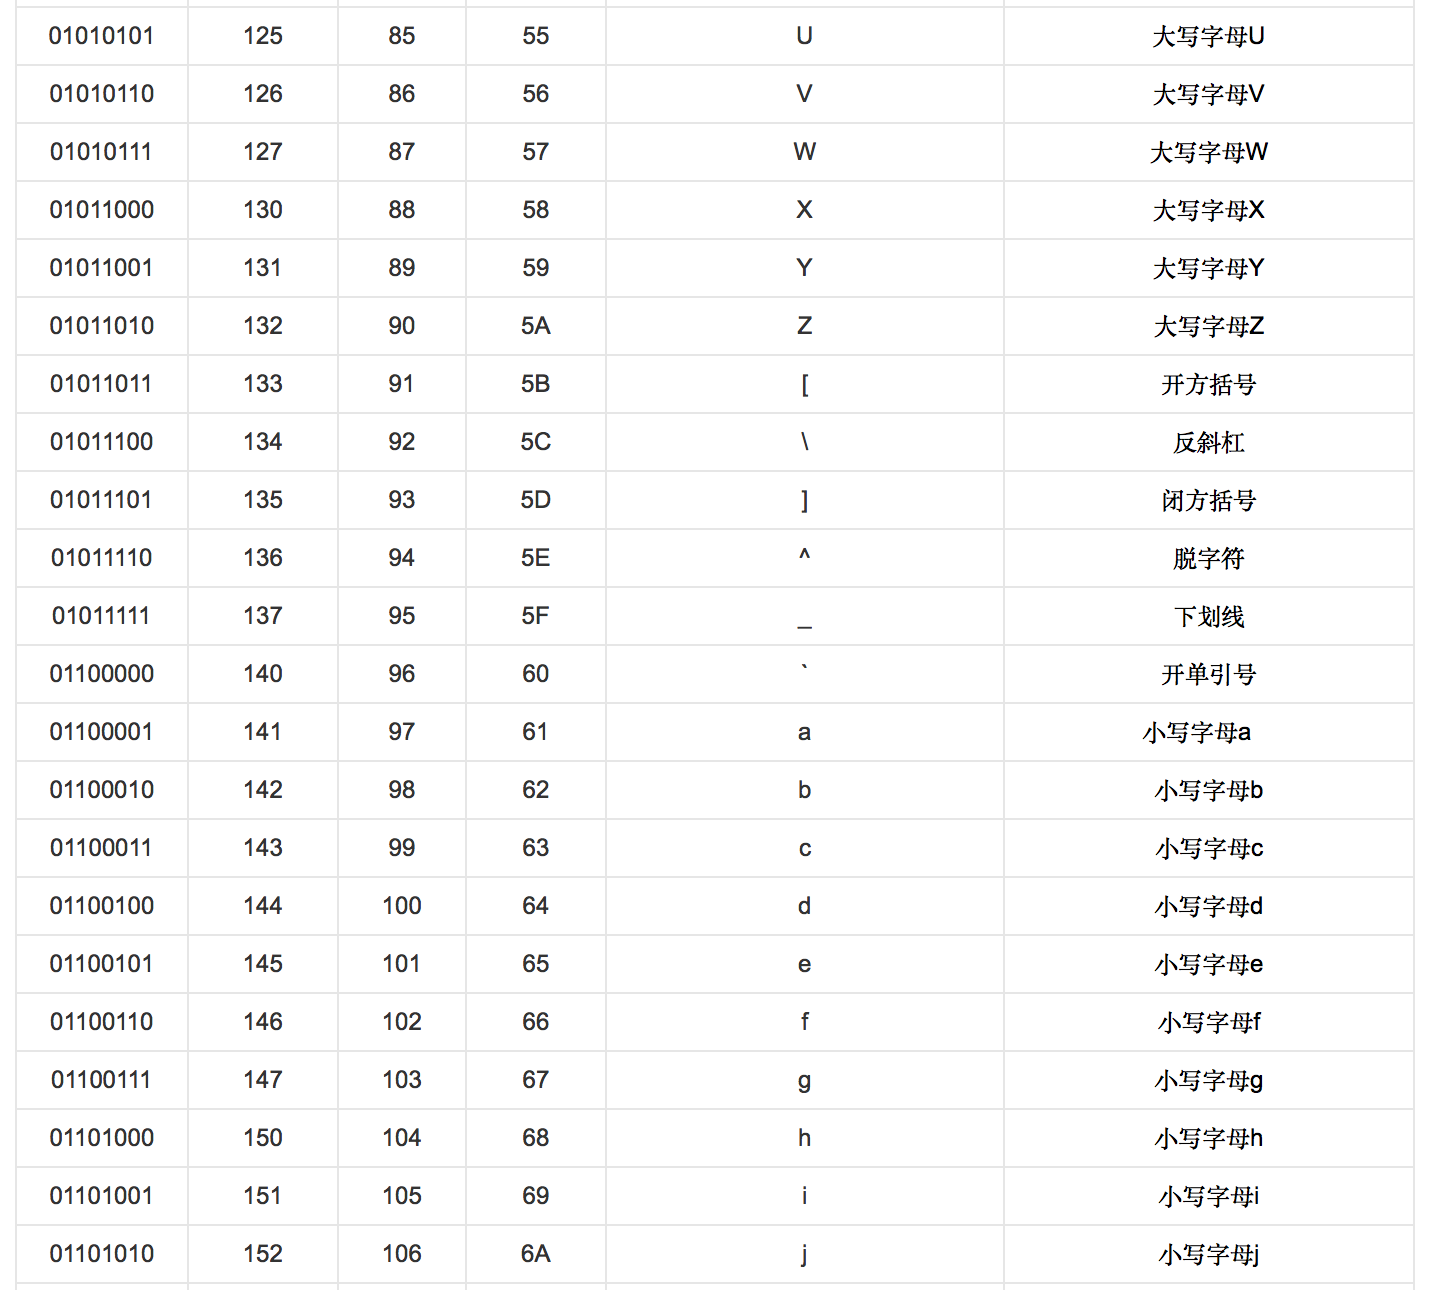 01010101 125 85 55 U 大写字母U
01010110 126 86 56 V 大写字母V
01010111 127 87 57 W 大写字母W
01011000 130 88 58 X 大写字母X
01011001 131 89 59 Y 大写字母Y
01011010 132 90 5A Z 大写字母Z
01011011 133 91 5B [ 开方括号
01011100 134 92 5C \ 反斜杠
01011101 135 93 5D ] 闭方括号
01011110 136 94 5E ^ 脱字符
01011111 137 95 5F _ 下划线
01100000 140 96 60 ` 开单引号
01100001 141 97 61 a 小写字母a
01100010 142 98 62 b 小写字母b
01100011 143 99 63 c 小写字母c
01100100 144 100 64 d 小写字母d
01100101 145 101 65 e 小写字母e
01100110 146 102 66 f 小写字母f
01100111 147 103 67 g 小写字母g
01101000 150 104 68 h 小写字母h
01101001 151 105 69 i 小写字母i
01101010 152 106 6A j 小写字母j